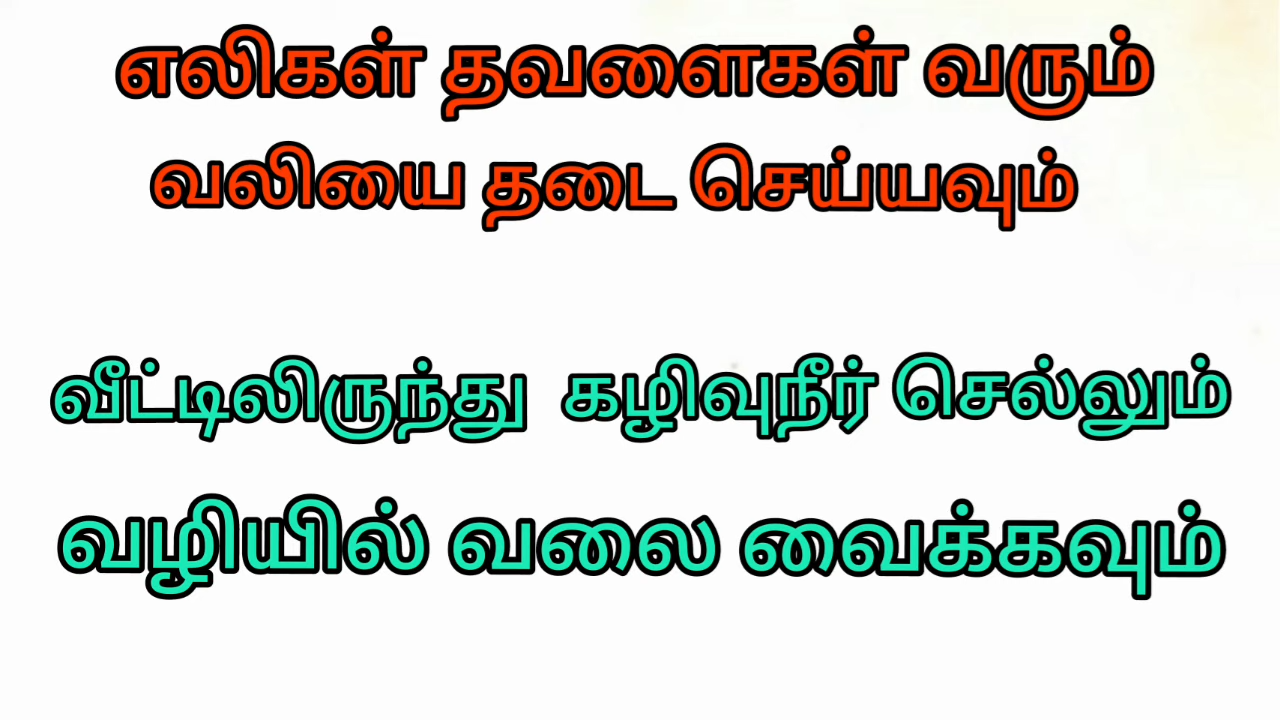 எலிகள் தவளைகள் வரும்
வலியை தடை செய்யவும்
வீட்டிலிருந்து கழிவுநீர் செல்லும்
வழியில் வலை வைக்கவும்